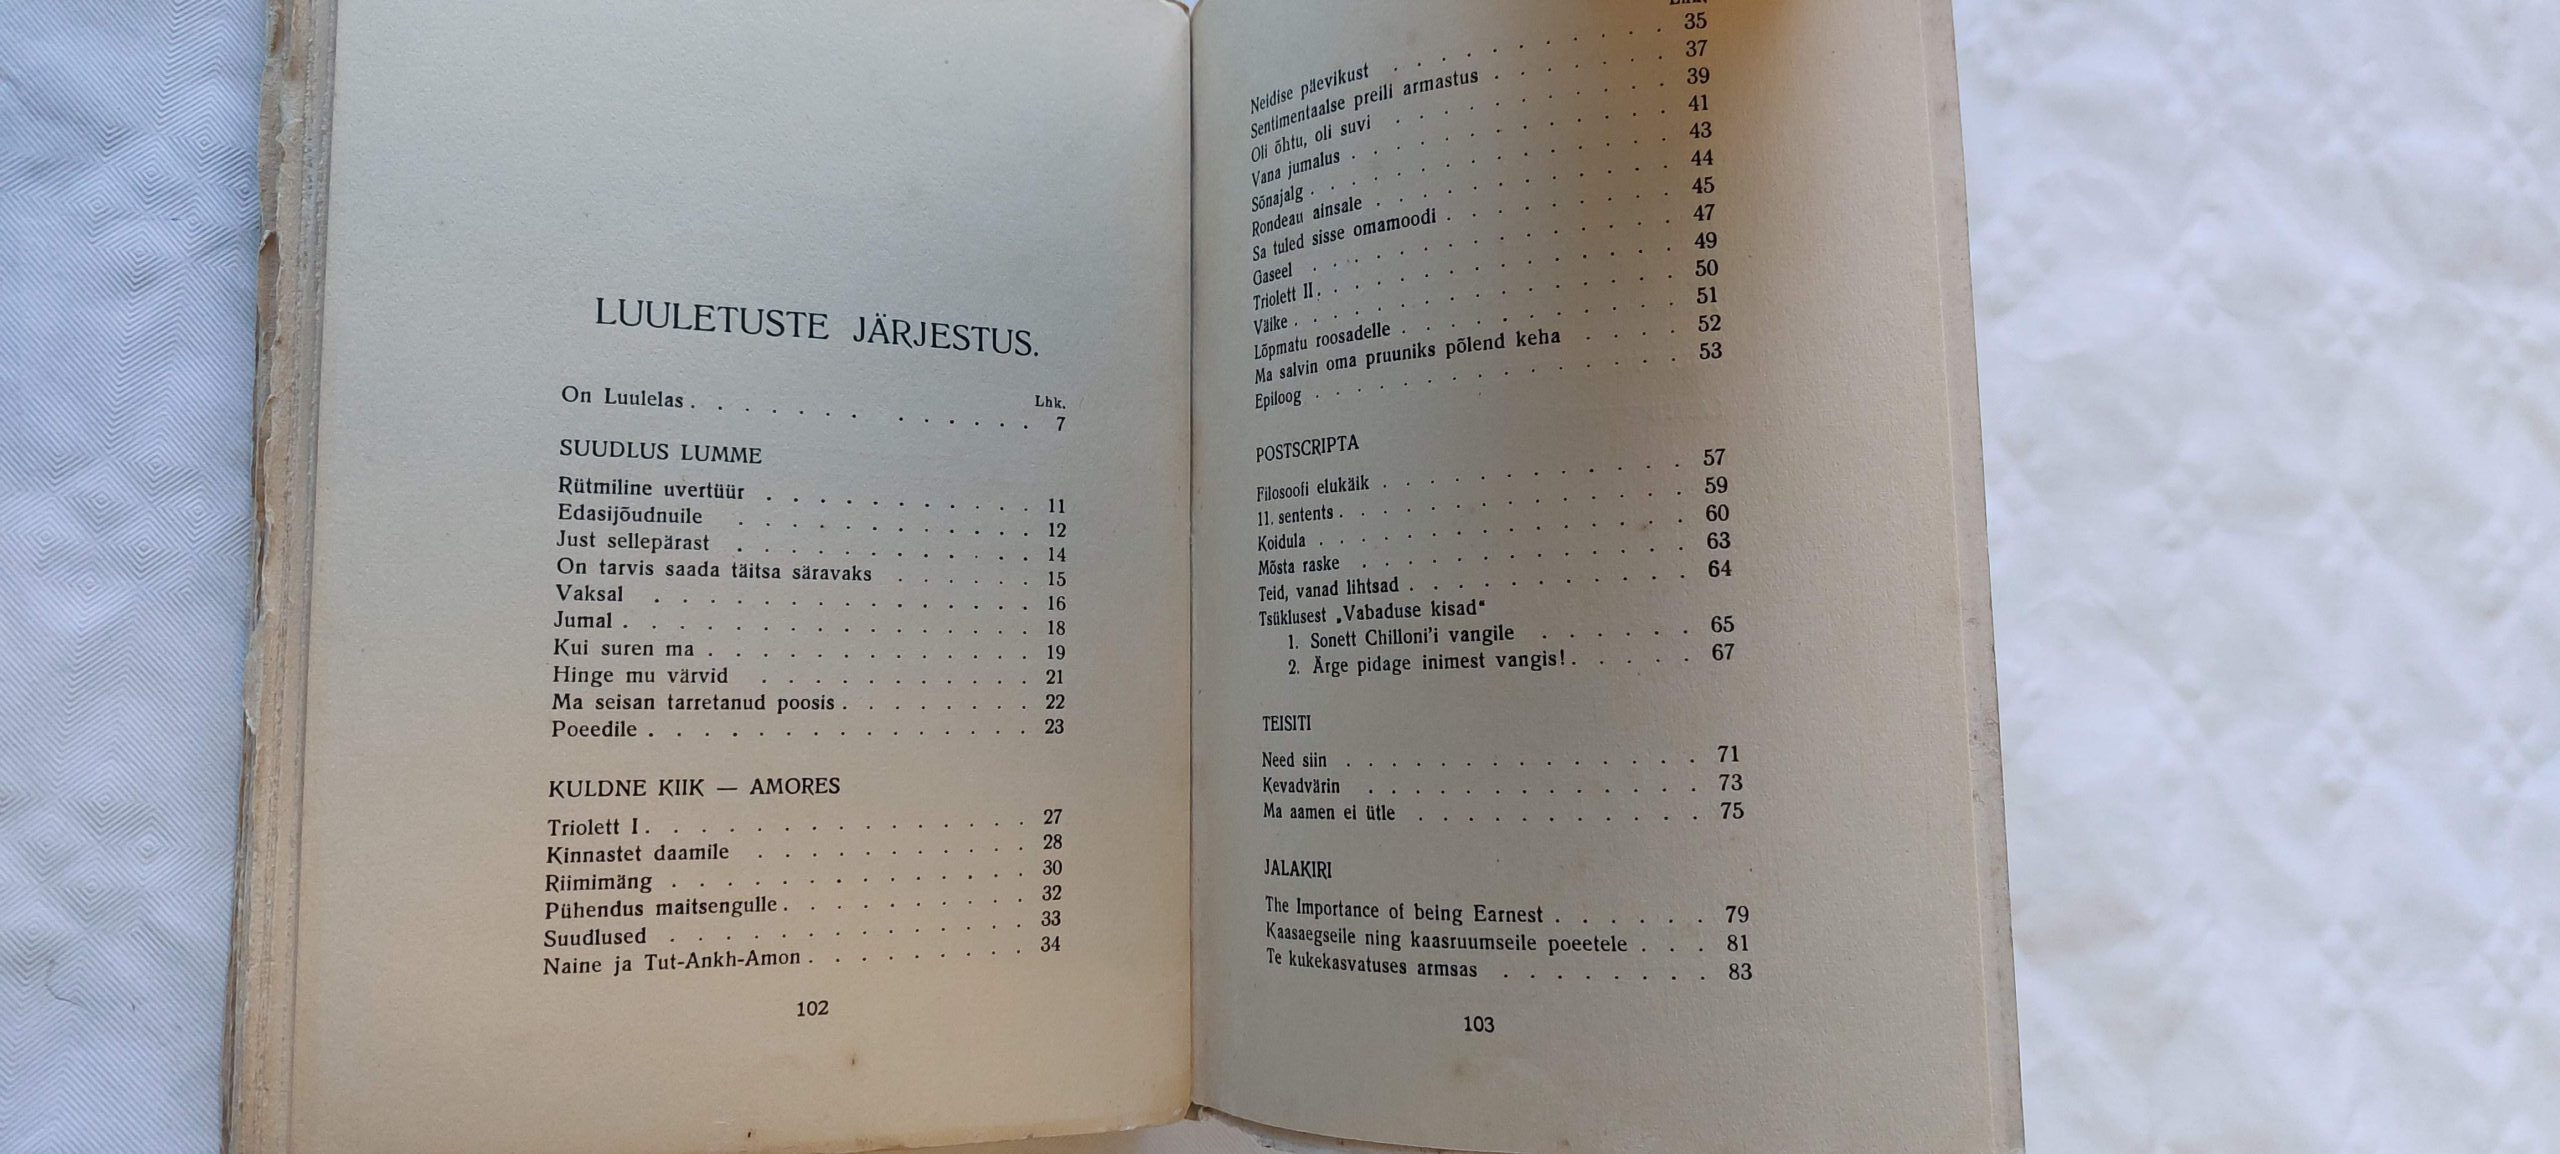 LUULETUSTE JÄRJESTUS.
Lhk.
On Luulelas . . . . . . . . . . . . . 7
SUUDLUS LUMME
Rütmiline uvertüür . . . . . . . . . . 11
Edasijõudnuile . . . . . . . . . . . 12
Just sellepärast . . . . . . . . . . . 14
On tarvis saada täitsa säravaks . . . . . . 15
Vaksal . . . . . . . . . . . . . . 16
Jumal . . . . . . . . . . . . . . . 18
Kui suren ma . . . . . . . . . . . . 19
Hinge mu värvid . . . . . . . . . . 21
Ma seisan tarretanud poosis . . . . . . . 22
Poeedile . . . . . . . . . . . . . . 23
KULDNE KIIK — AMORES
Triolett I . . . . . . . . . . . . . . 27
Kinnastet daamile . . . . . . . . . . 28
Riimimäng . . . . . . . . . . . . . 30
Pühendus maitsengulle . . . . . . . . . 32
Suudlused . . . . . . . . . . . . . 33
Naine ja Tut-Ankh-Amon . . . . . . . . 34
102
Lhk.
Neidise päevikust . . . . . . . . . . 35
Sentimentaalse preili armastus . . . . . . . 37
Oli õhtu, oli suvi . . . . . . . . . . . 39
Vana jumalus . . . . . . . . . . . . 41
Sõnajalg . . . . . . . . . . . . . . 43
Rondeau ainsale . . . . . . . . . . . 44
Sa tuled sisse omamoodi . . . . . . . . 45
Gaseel . . . . . . . . . . . . . . 47
Triolett II . . . . . . . . . . . . . . 49
Väike . . . . . . . . . . . . . . . 50
Lõpmatu roosadelle . . . . . . . . . . 51
Ma salvin oma pruuniks põlend keha . . . . 52
Epiloog . . . . . . . . . . . . . . 53
POSTSCRIPTA
Filosoofi elukäik . . . . . . . . . . . 57
11. sentents . . . . . . . . . . . . . 59
Koidula . . . . . . . . . . . . . . 60
Mõsta raske . . . . . . . . . . . . 63
Teid, vanad lihtsad . . . . . . . . . . 64
Tsüklusest „Vabaduse kisad“
1. Sonett Chilloni'i vangile . . . . . . 65
2. Ärge pidage inimest vangis! . . . . . 67
TEISITI
Need siin . . . . . . . . . . . . . 71
Kevadvärin . . . . . . . . . . . . 73
Ma aamen ei ütle . . . . . . . . . . 75
JALAKIRI
The Importance of being Earnest . . . . . . 79
Kaasaegseile ning kaasruumseile poeetele . . . 81
Te kukekasvatuses armsas . . . . . . . . 83
103